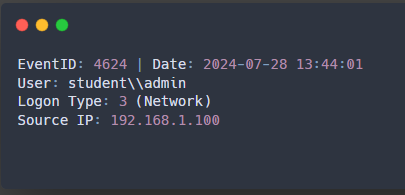 EventID: 4624 | Date: 2024-07-28 13:44:01
User: student\\admin
Logon Type: 3 (Network)
Source IP: 192.168.1.100